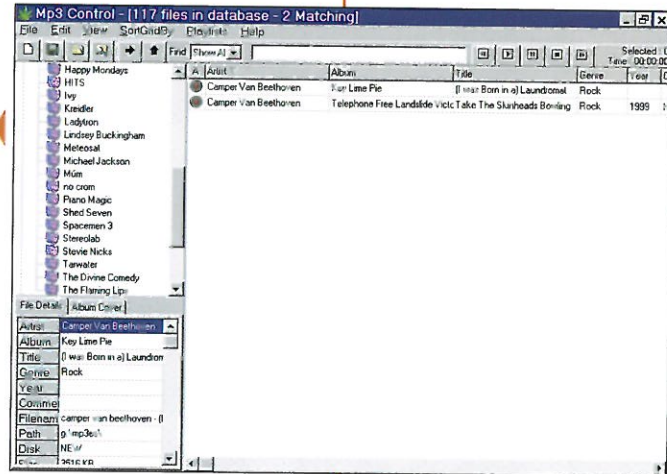 Mp3 Control - [117 files in database - 2 Matching]
File Edit View SortGridBy Playlists Help
Find Show All Selected:
Time 00:00:00
Happy Mondays
HITS
Ivy
Kreidler
Ladytron
Lindsey Buckingham
Meteosat
Michael Jackson
Múm
no crom
Piano Magic
Shed Seven
Spacemen 3
Stereolab
Stevie Nicks
Tarwater
The Divine Comedy
The Flaming Lips
A Artist Album Title Genre Year
Camper Van Beethoven Key Lime Pie (I was Born in a) Laundromat Rock
Camper Van Beethoven Telephone Free Landslide Victo Take The Skinheads Bowling Rock 1999
File Details Album Cover
Artist Camper Van Beethoven
Album Key Lime Pie
Title (I was Born in a) Laundrom
Genre Rock
Year
Commen
Filenam camper van beethoven - (I
Path g:\mp3es\
Disk NEW
3616 KB